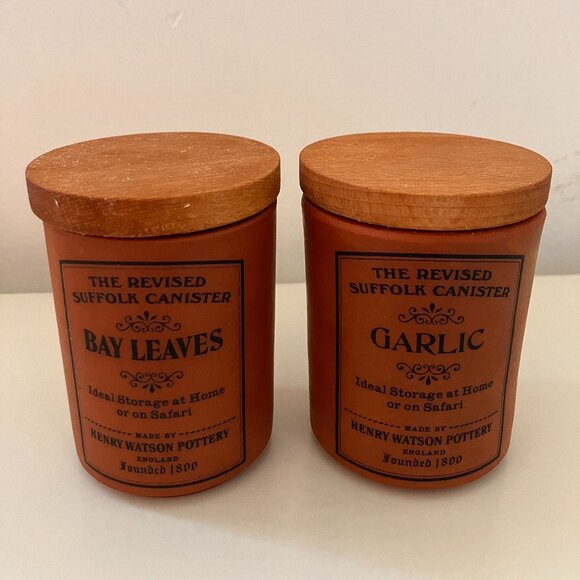 THE REVISED
SUFFOLK CANISTER
BAY LEAVES
Ideal Storage at Home
or on Safari
MADE BY
HENRY WATSON POTTERY
ENGLAND
Founded 1800
THE REVISED
SUFFOLK CANISTER
GARLIC
Ideal Storage at Home
or on Safari
MADE BY
HENRY WATSON POTTERY
ENGLAND
Founded 1800